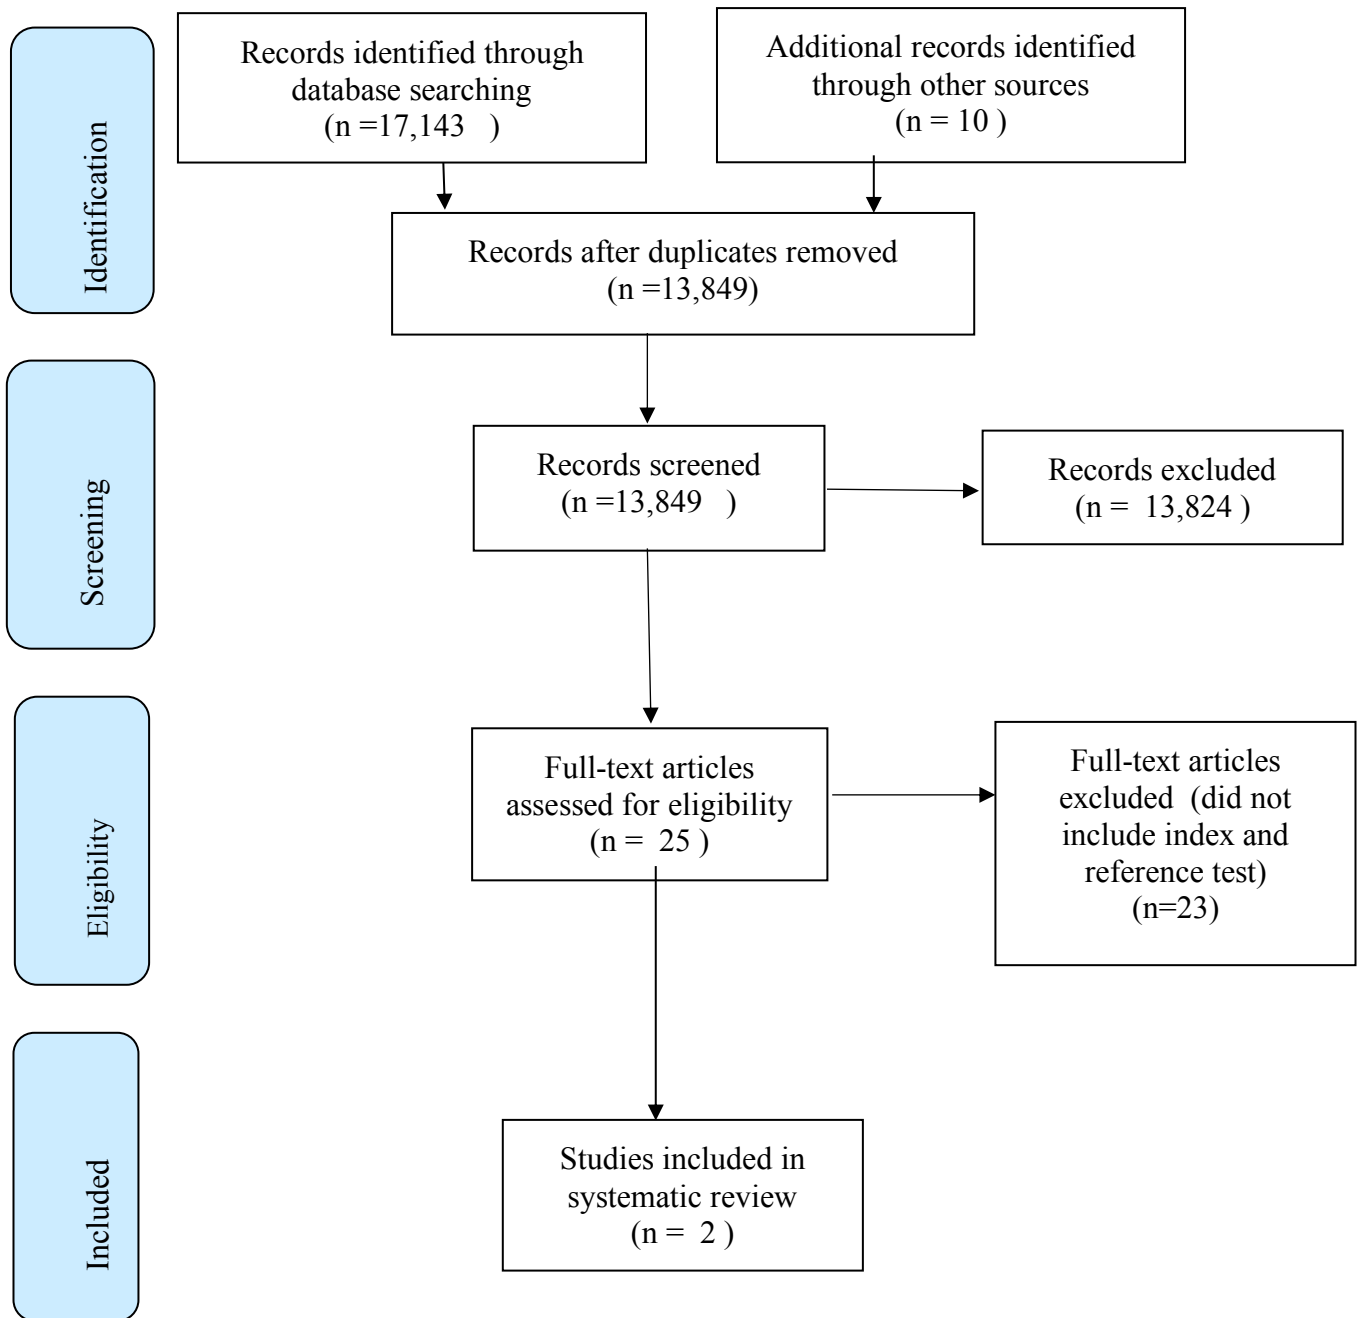 Identification
Records identified through
database searching
(n =17,143   )
Additional records identified
through other sources
(n = 10 )
Records after duplicates removed
(n =13,849)
Screening
Records screened
(n =13,849   )
Records excluded
(n =  13,824 )
Eligibility
Full-text articles
assessed for eligibility
(n =  25 )
Full-text articles
excluded  (did not
include index and
reference test)
(n=23)
Included
Studies included in
systematic review
(n =  2 )